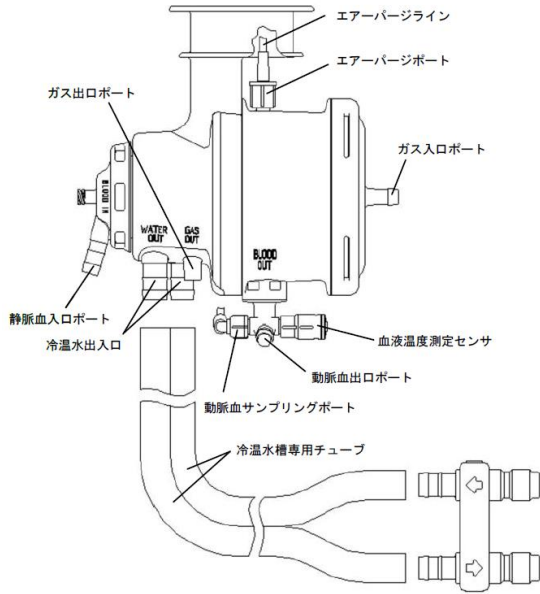 エアーパージライン
エアーパージポート
ガス出口ポート
ガス入口ポート
BLOOD IN
WATER OUT
GAS OUT
BLOOD OUT
静脈血入口ポート
冷温水出入口
血液温度測定センサ
動脈血出口ポート
動脈血サンプリングポート
冷温水槽専用チューブ